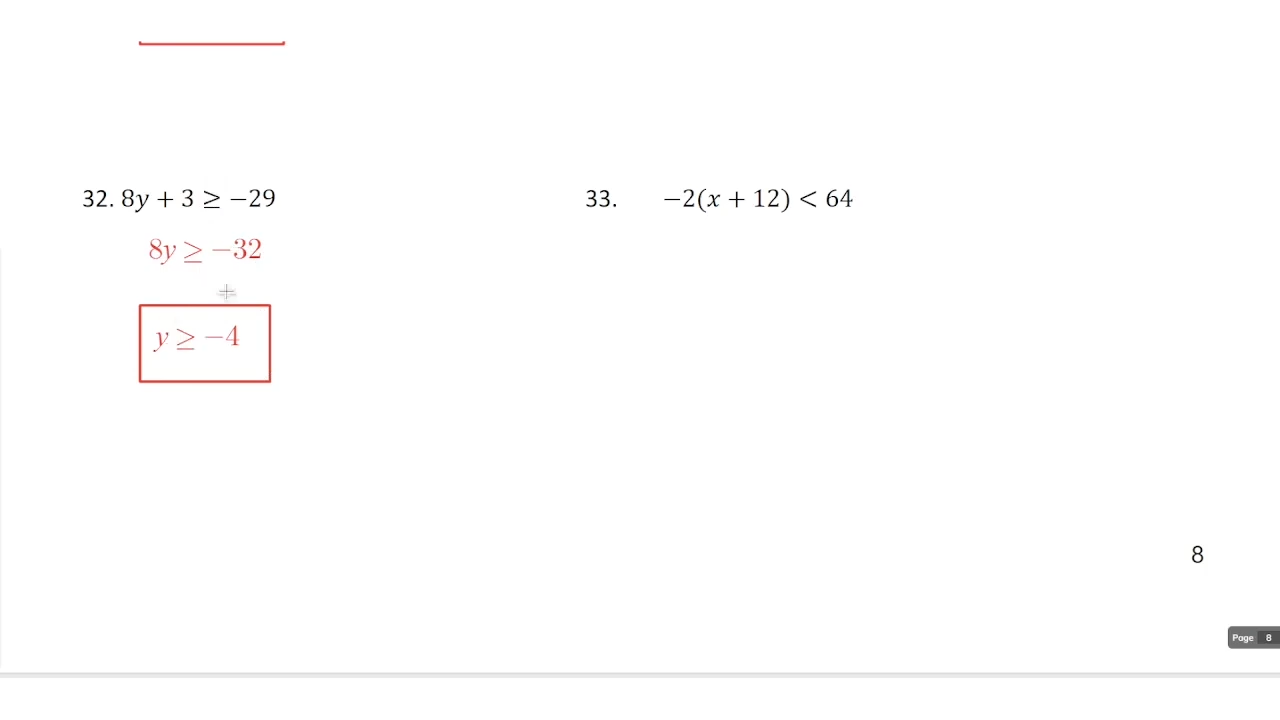 32. 8y + 3 ≥ −29
8y ≥ −32
y ≥ −4
33. −2(x + 12) < 64
8
Page 8